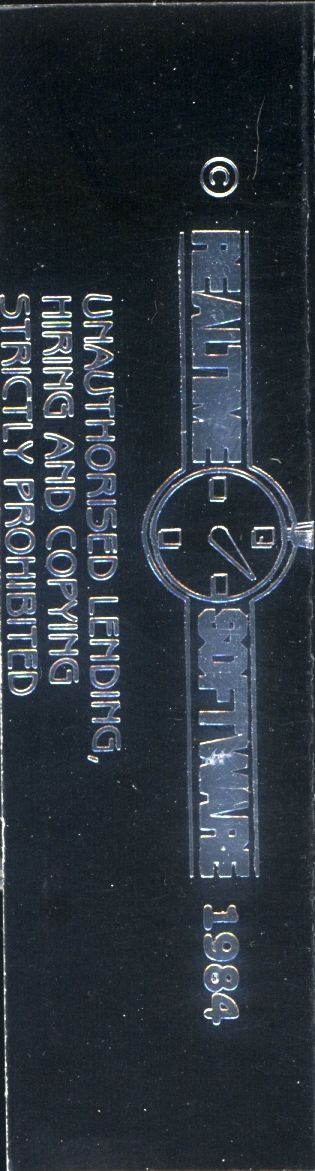 © REALTIME SOFTWARE 1984
UNAUTHORISED LENDING,
HIRING AND COPYING
STRICTLY PROHIBITED